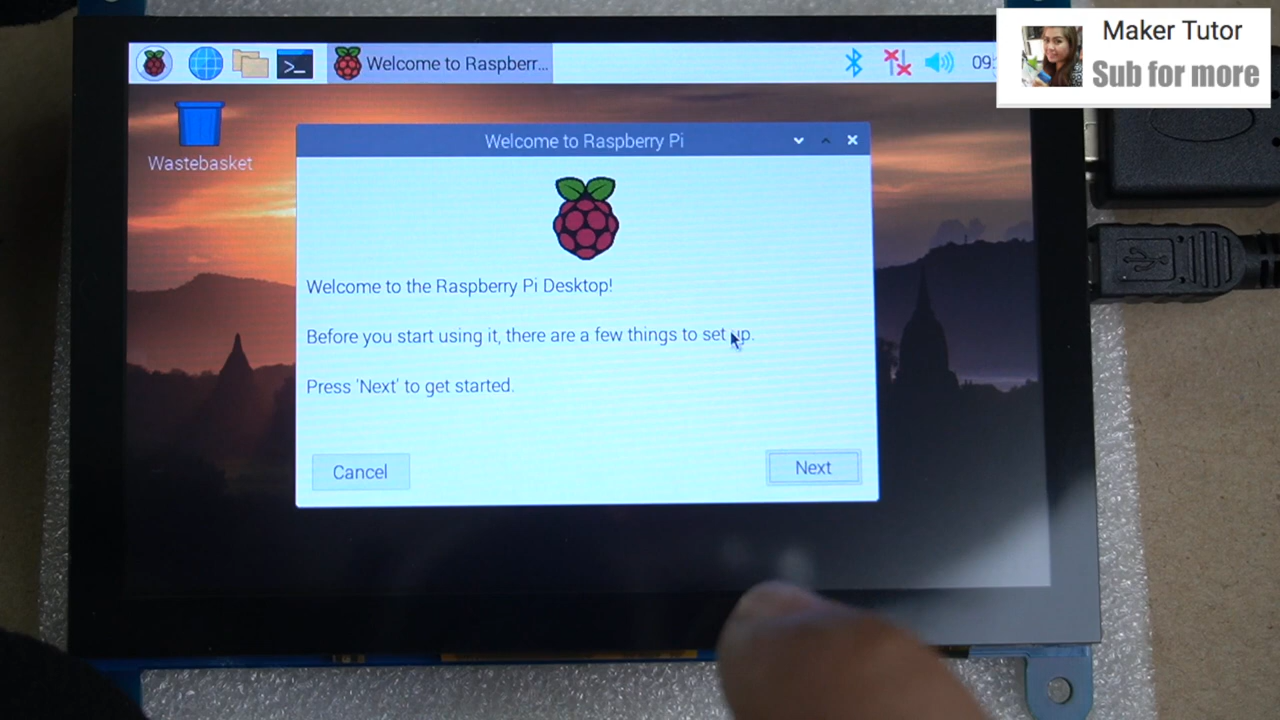 Welcome to Raspberr...
09:
Maker Tutor
Sub for more
Wastebasket
Welcome to Raspberry Pi
Welcome to the Raspberry Pi Desktop!
Before you start using it, there are a few things to set up.
Press 'Next' to get started.
Cancel
Next